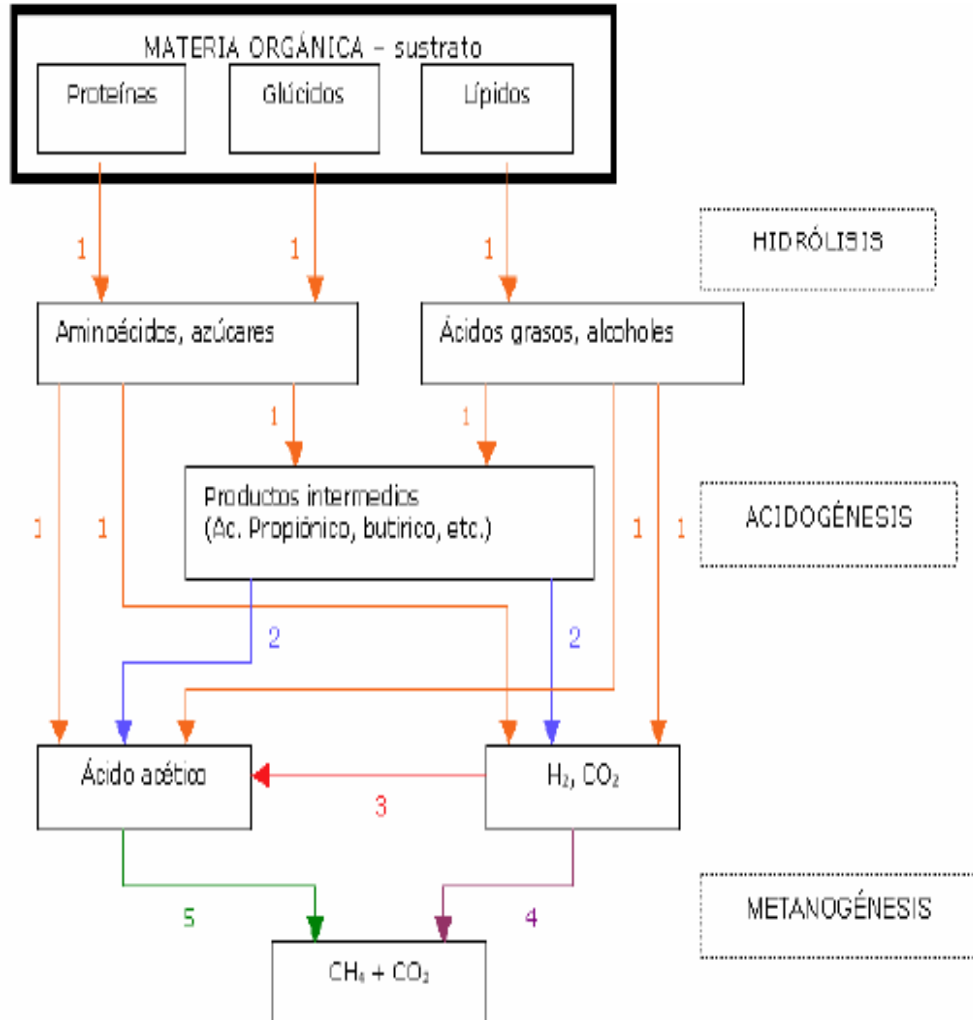 MATERIA ORGÁNICA – sustrato
Proteínas
Glúcidos
Lípidos
1
1
1
HIDRÓLISIS
Aminoácidos, azúcares
Ácidos grasos, alcoholes
1
1
Productos intermedios
(Ac. Propiónico, butirico, etc.)
1
1
1
1
ACIDOGÉNESIS
2
2
Ácido acético
H₂, CO₂
3
5
4
METANOGÉNESIS
CH₄ + CO₂